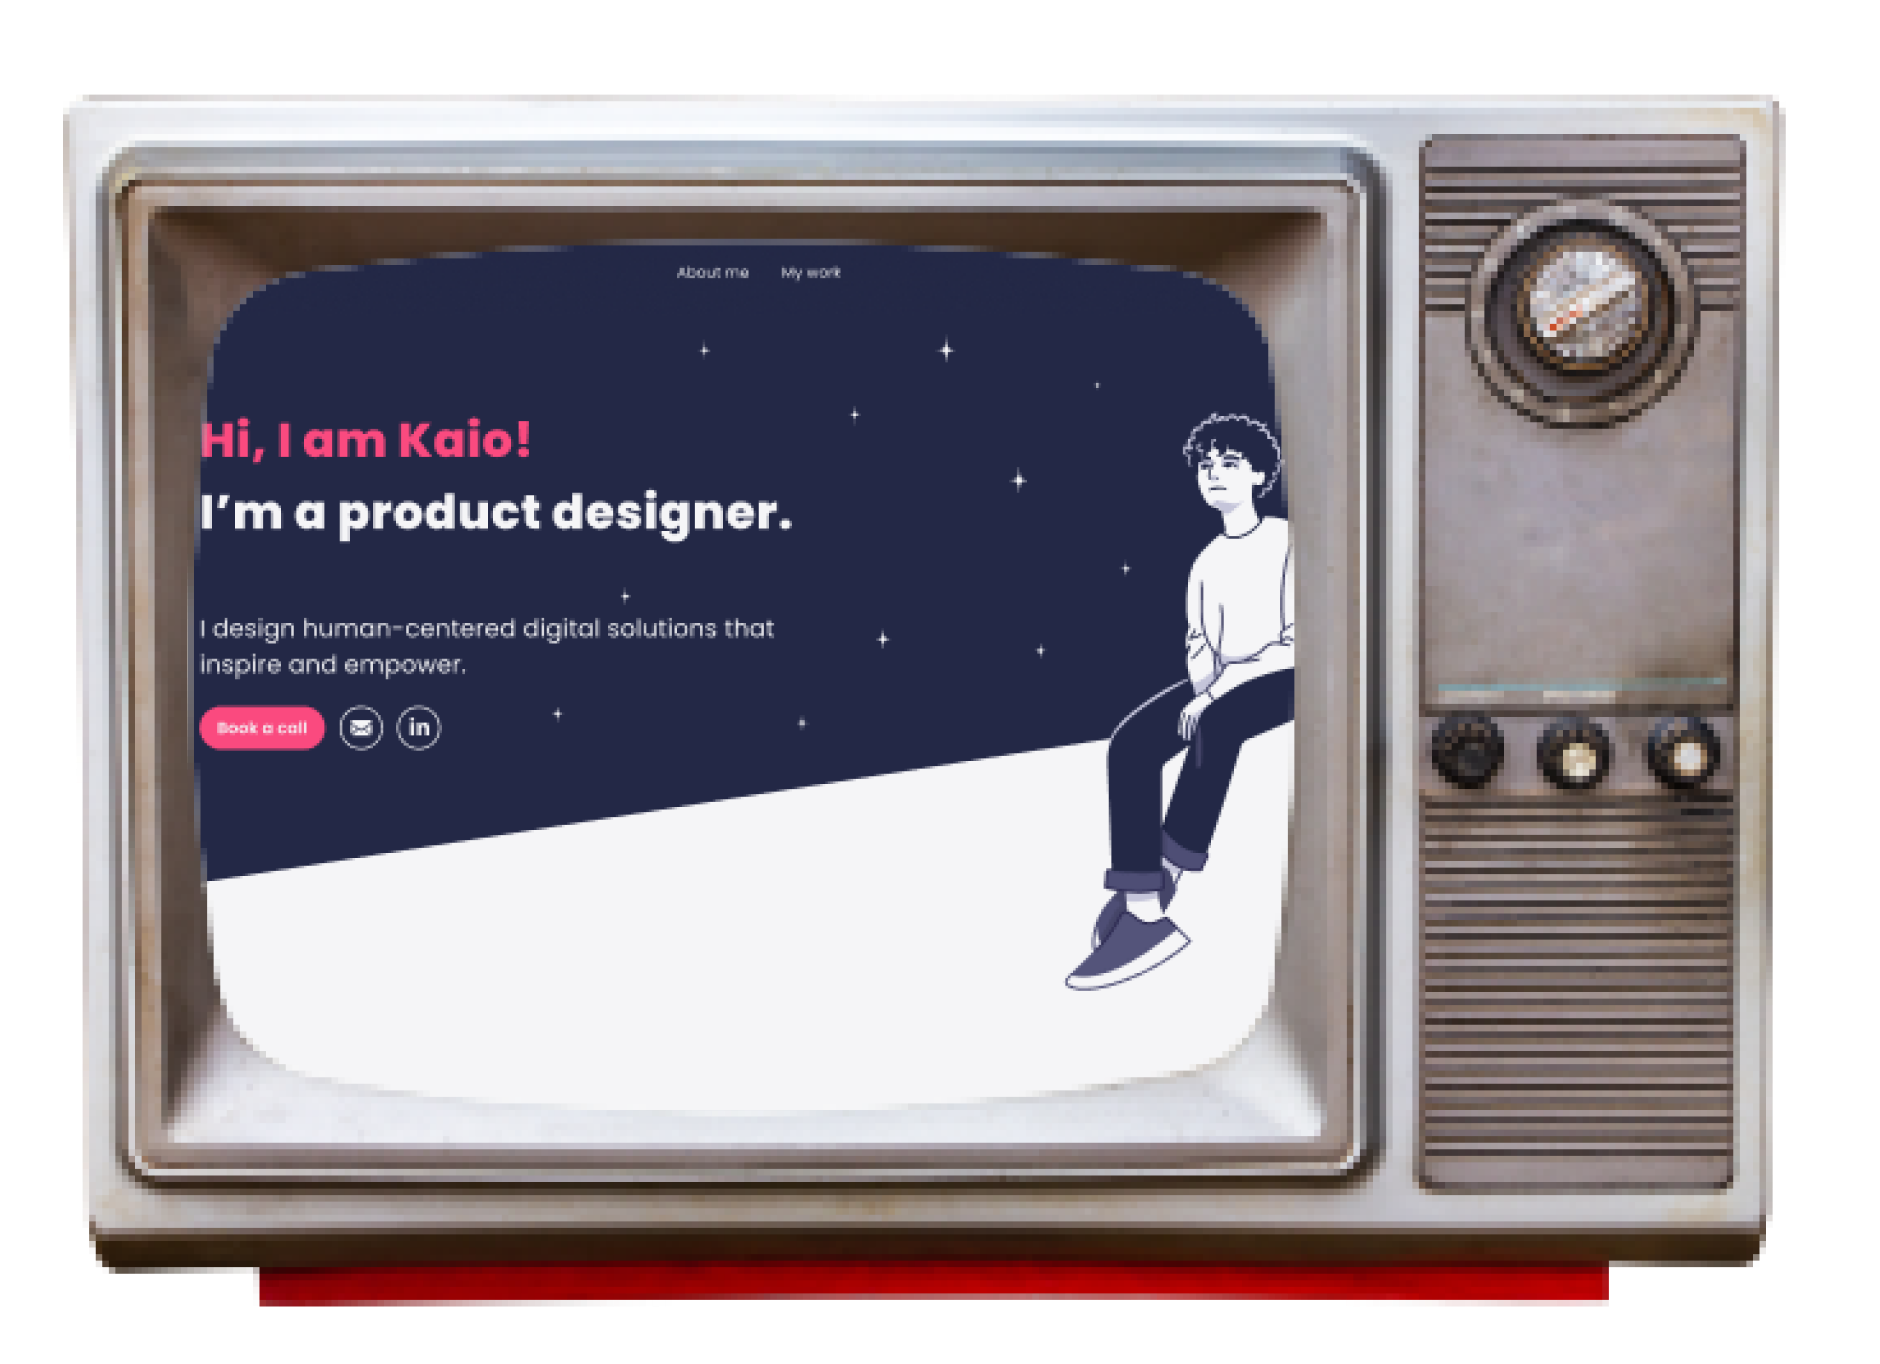 About me My work
Hi, I am Kaio!
I’m a product designer.
I design human-centered digital solutions that
inspire and empower.
Book a call in